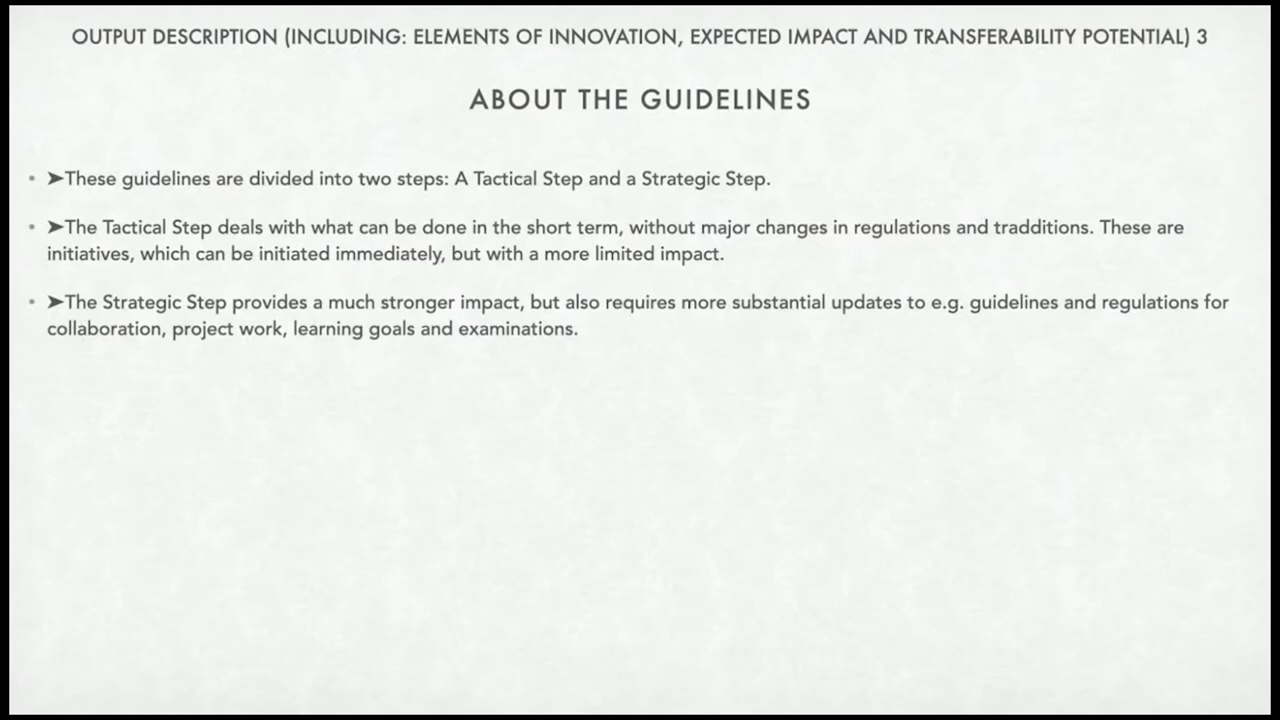 OUTPUT DESCRIPTION (INCLUDING: ELEMENTS OF INNOVATION, EXPECTED IMPACT AND TRANSFERABILITY POTENTIAL) 3
ABOUT THE GUIDELINES
• ➤These guidelines are divided into two steps: A Tactical Step and a Strategic Step.
• ➤The Tactical Step deals with what can be done in the short term, without major changes in regulations and tradditions. These are
initiatives, which can be initiated immediately, but with a more limited impact.
• ➤The Strategic Step provides a much stronger impact, but also requires more substantial updates to e.g. guidelines and regulations for
collaboration, project work, learning goals and examinations.